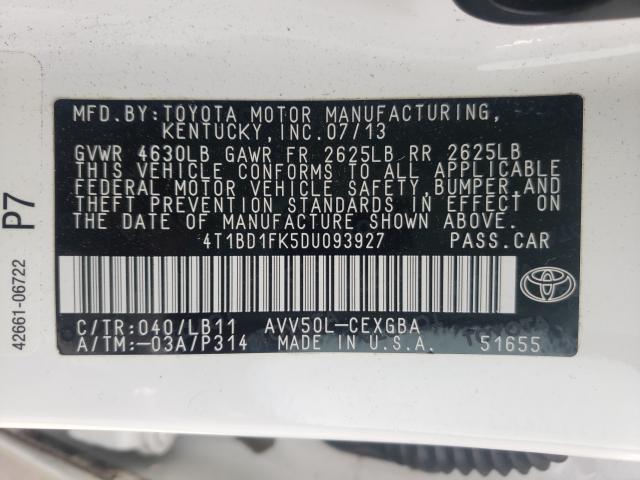 MFD.BY:TOYOTA MOTOR MANUFACTURING,
KENTUCKY,INC.07/13
GVWR 4630LB GAWR FR 2625LB RR 2625LB
THIS VEHICLE CONFORMS TO ALL APPLICABLE
FEDERAL MOTOR VEHICLE SAFETY,BUMPER,AND
THEFT PREVENTION STANDARDS IN EFFECT ON
THE DATE OF MANUFACTURE SHOWN ABOVE.
4T1BD1FK5DU093927 PASS.CAR
C/TR:040/LB11 AVV50L-CEXGBA
A/TM:-03A/P314 MADE IN U.S.A. 51655
P7
42661-06722